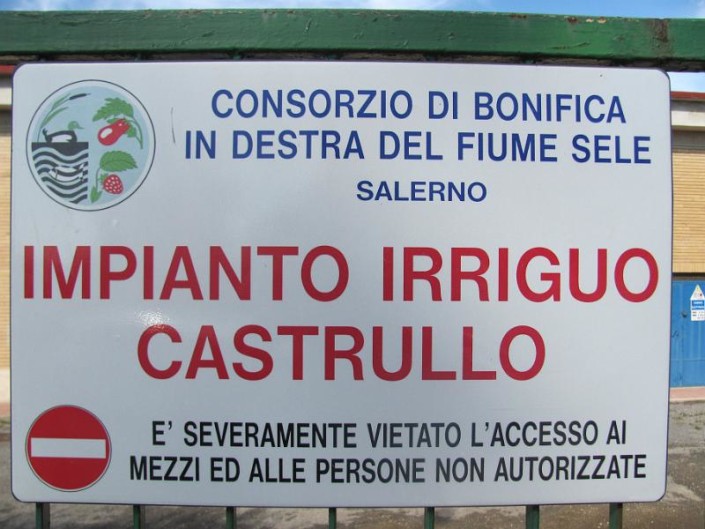 CONSORZIO DI BONIFICA
IN DESTRA DEL FIUME SELE
SALERNO
IMPIANTO IRRIGUO
CASTRULLO
E' SEVERAMENTE VIETATO L'ACCESSO AI
MEZZI ED ALLE PERSONE NON AUTORIZZATE